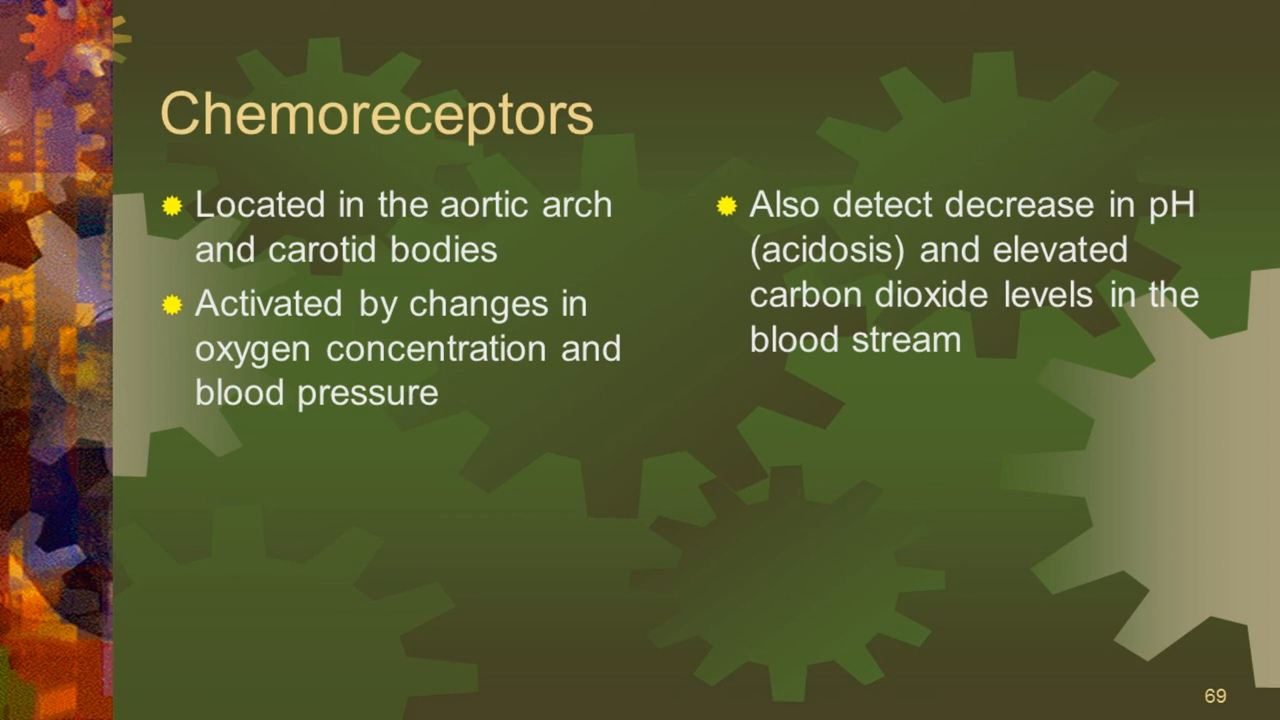 Chemoreceptors
Located in the aortic arch
and carotid bodies
Activated by changes in
oxygen concentration and
blood pressure
Also detect decrease in pH
(acidosis) and elevated
carbon dioxide levels in the
blood stream
69